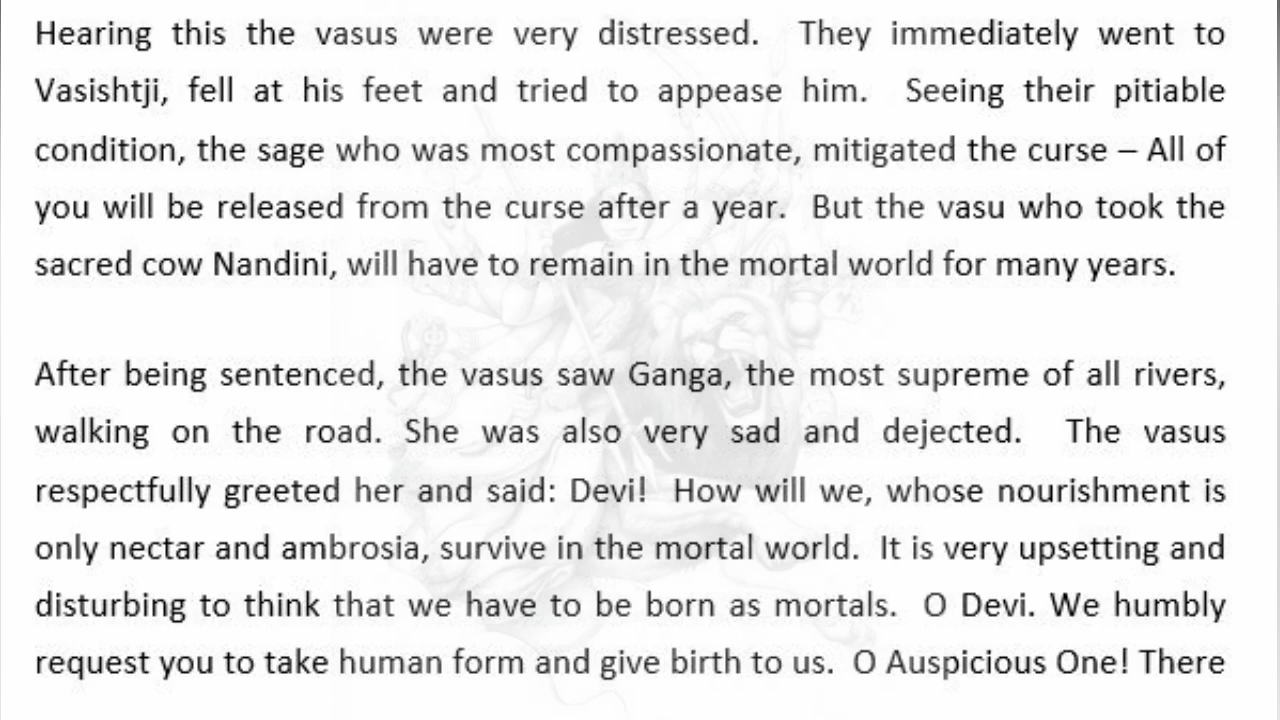 Hearing this the vasus were very distressed. They immediately went to
Vasishtji, fell at his feet and tried to appease him. Seeing their pitiable
condition, the sage who was most compassionate, mitigated the curse – All of
you will be released from the curse after a year. But the vasu who took the
sacred cow Nandini, will have to remain in the mortal world for many years.
After being sentenced, the vasus saw Ganga, the most supreme of all rivers,
walking on the road. She was also very sad and dejected. The vasus
respectfully greeted her and said: Devi! How will we, whose nourishment is
only nectar and ambrosia, survive in the mortal world. It is very upsetting and
disturbing to think that we have to be born as mortals. O Devi. We humbly
request you to take human form and give birth to us. O Auspicious One! There